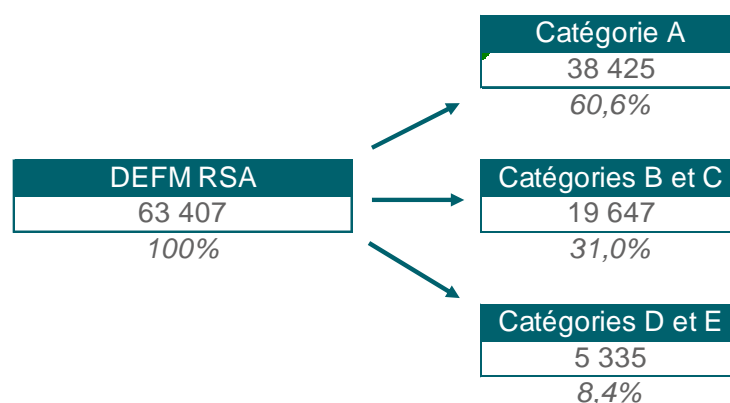 Catégorie A
38 425
60,6%
DEFM RSA
63 407
100%
Catégories B et C
19 647
31,0%
Catégories D et E
5 335
8,4%